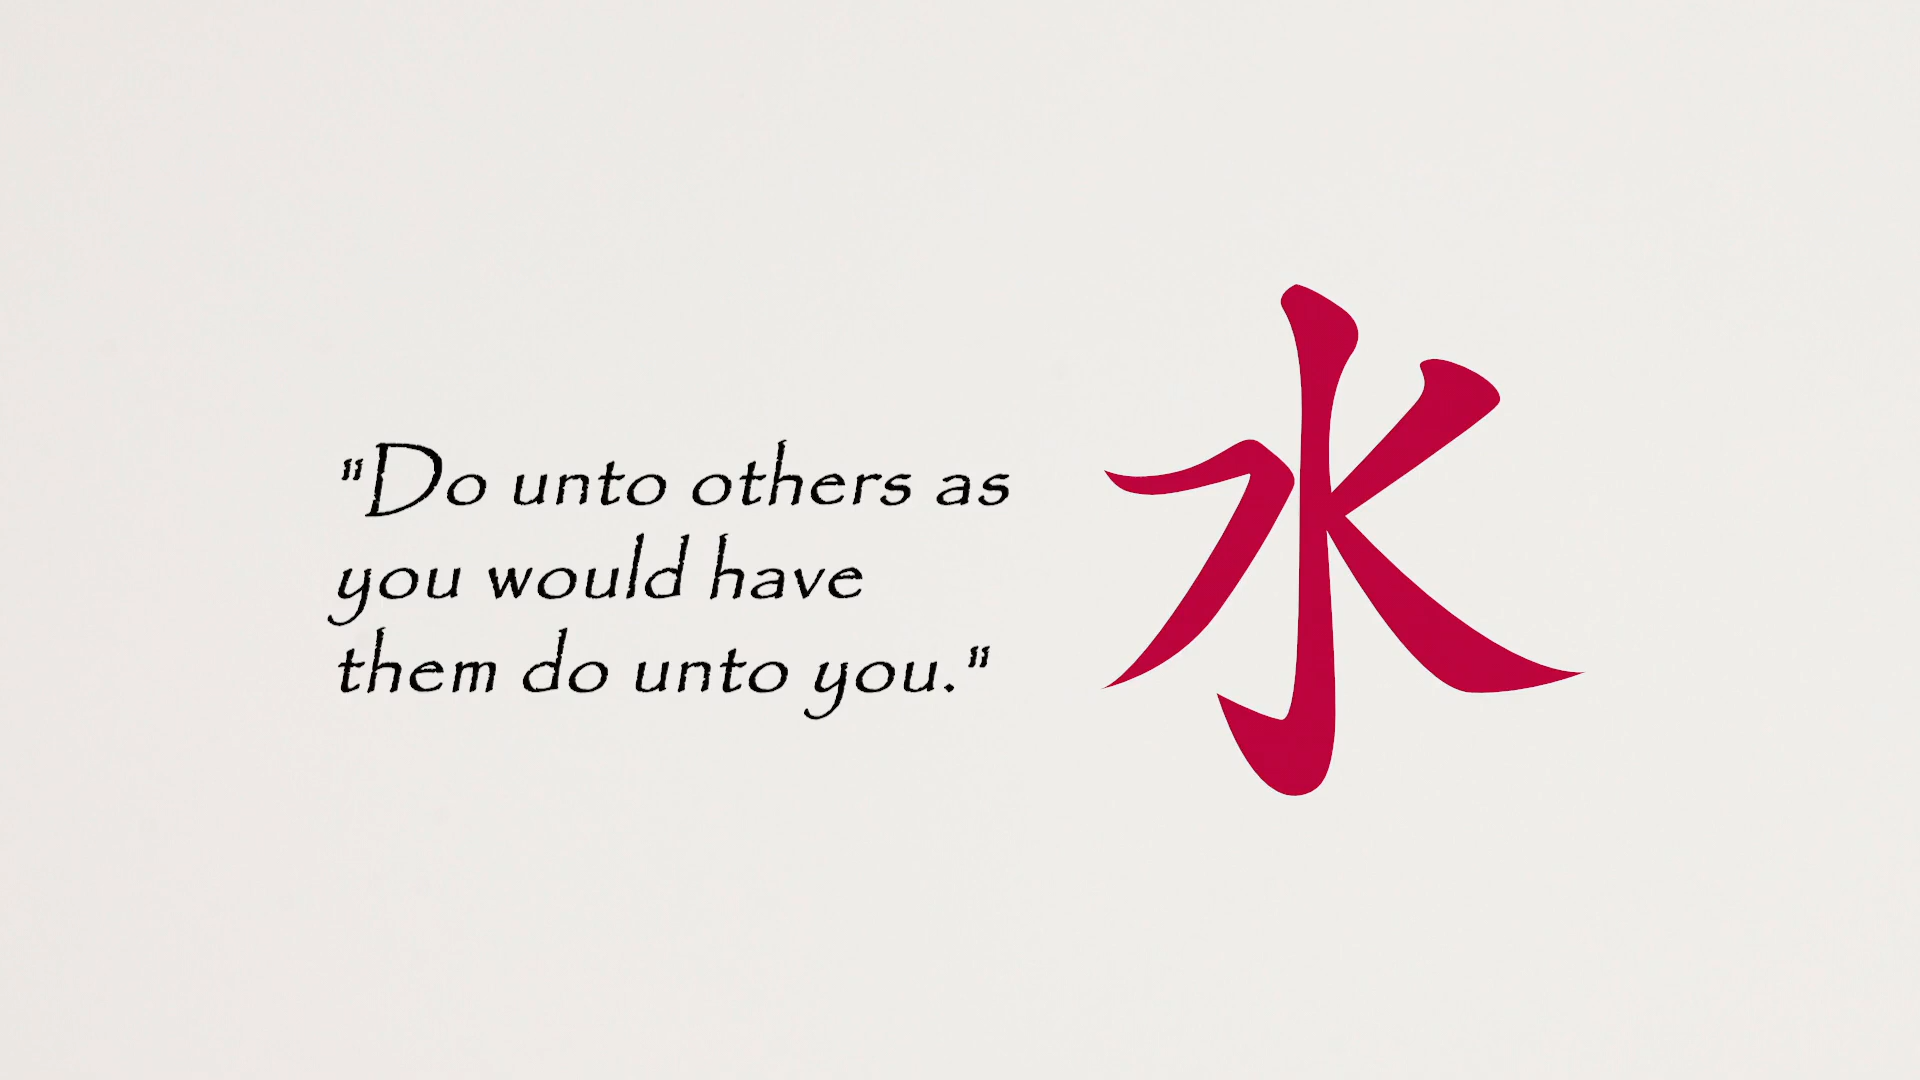 "Do unto others as
you would have
them do unto you."
水